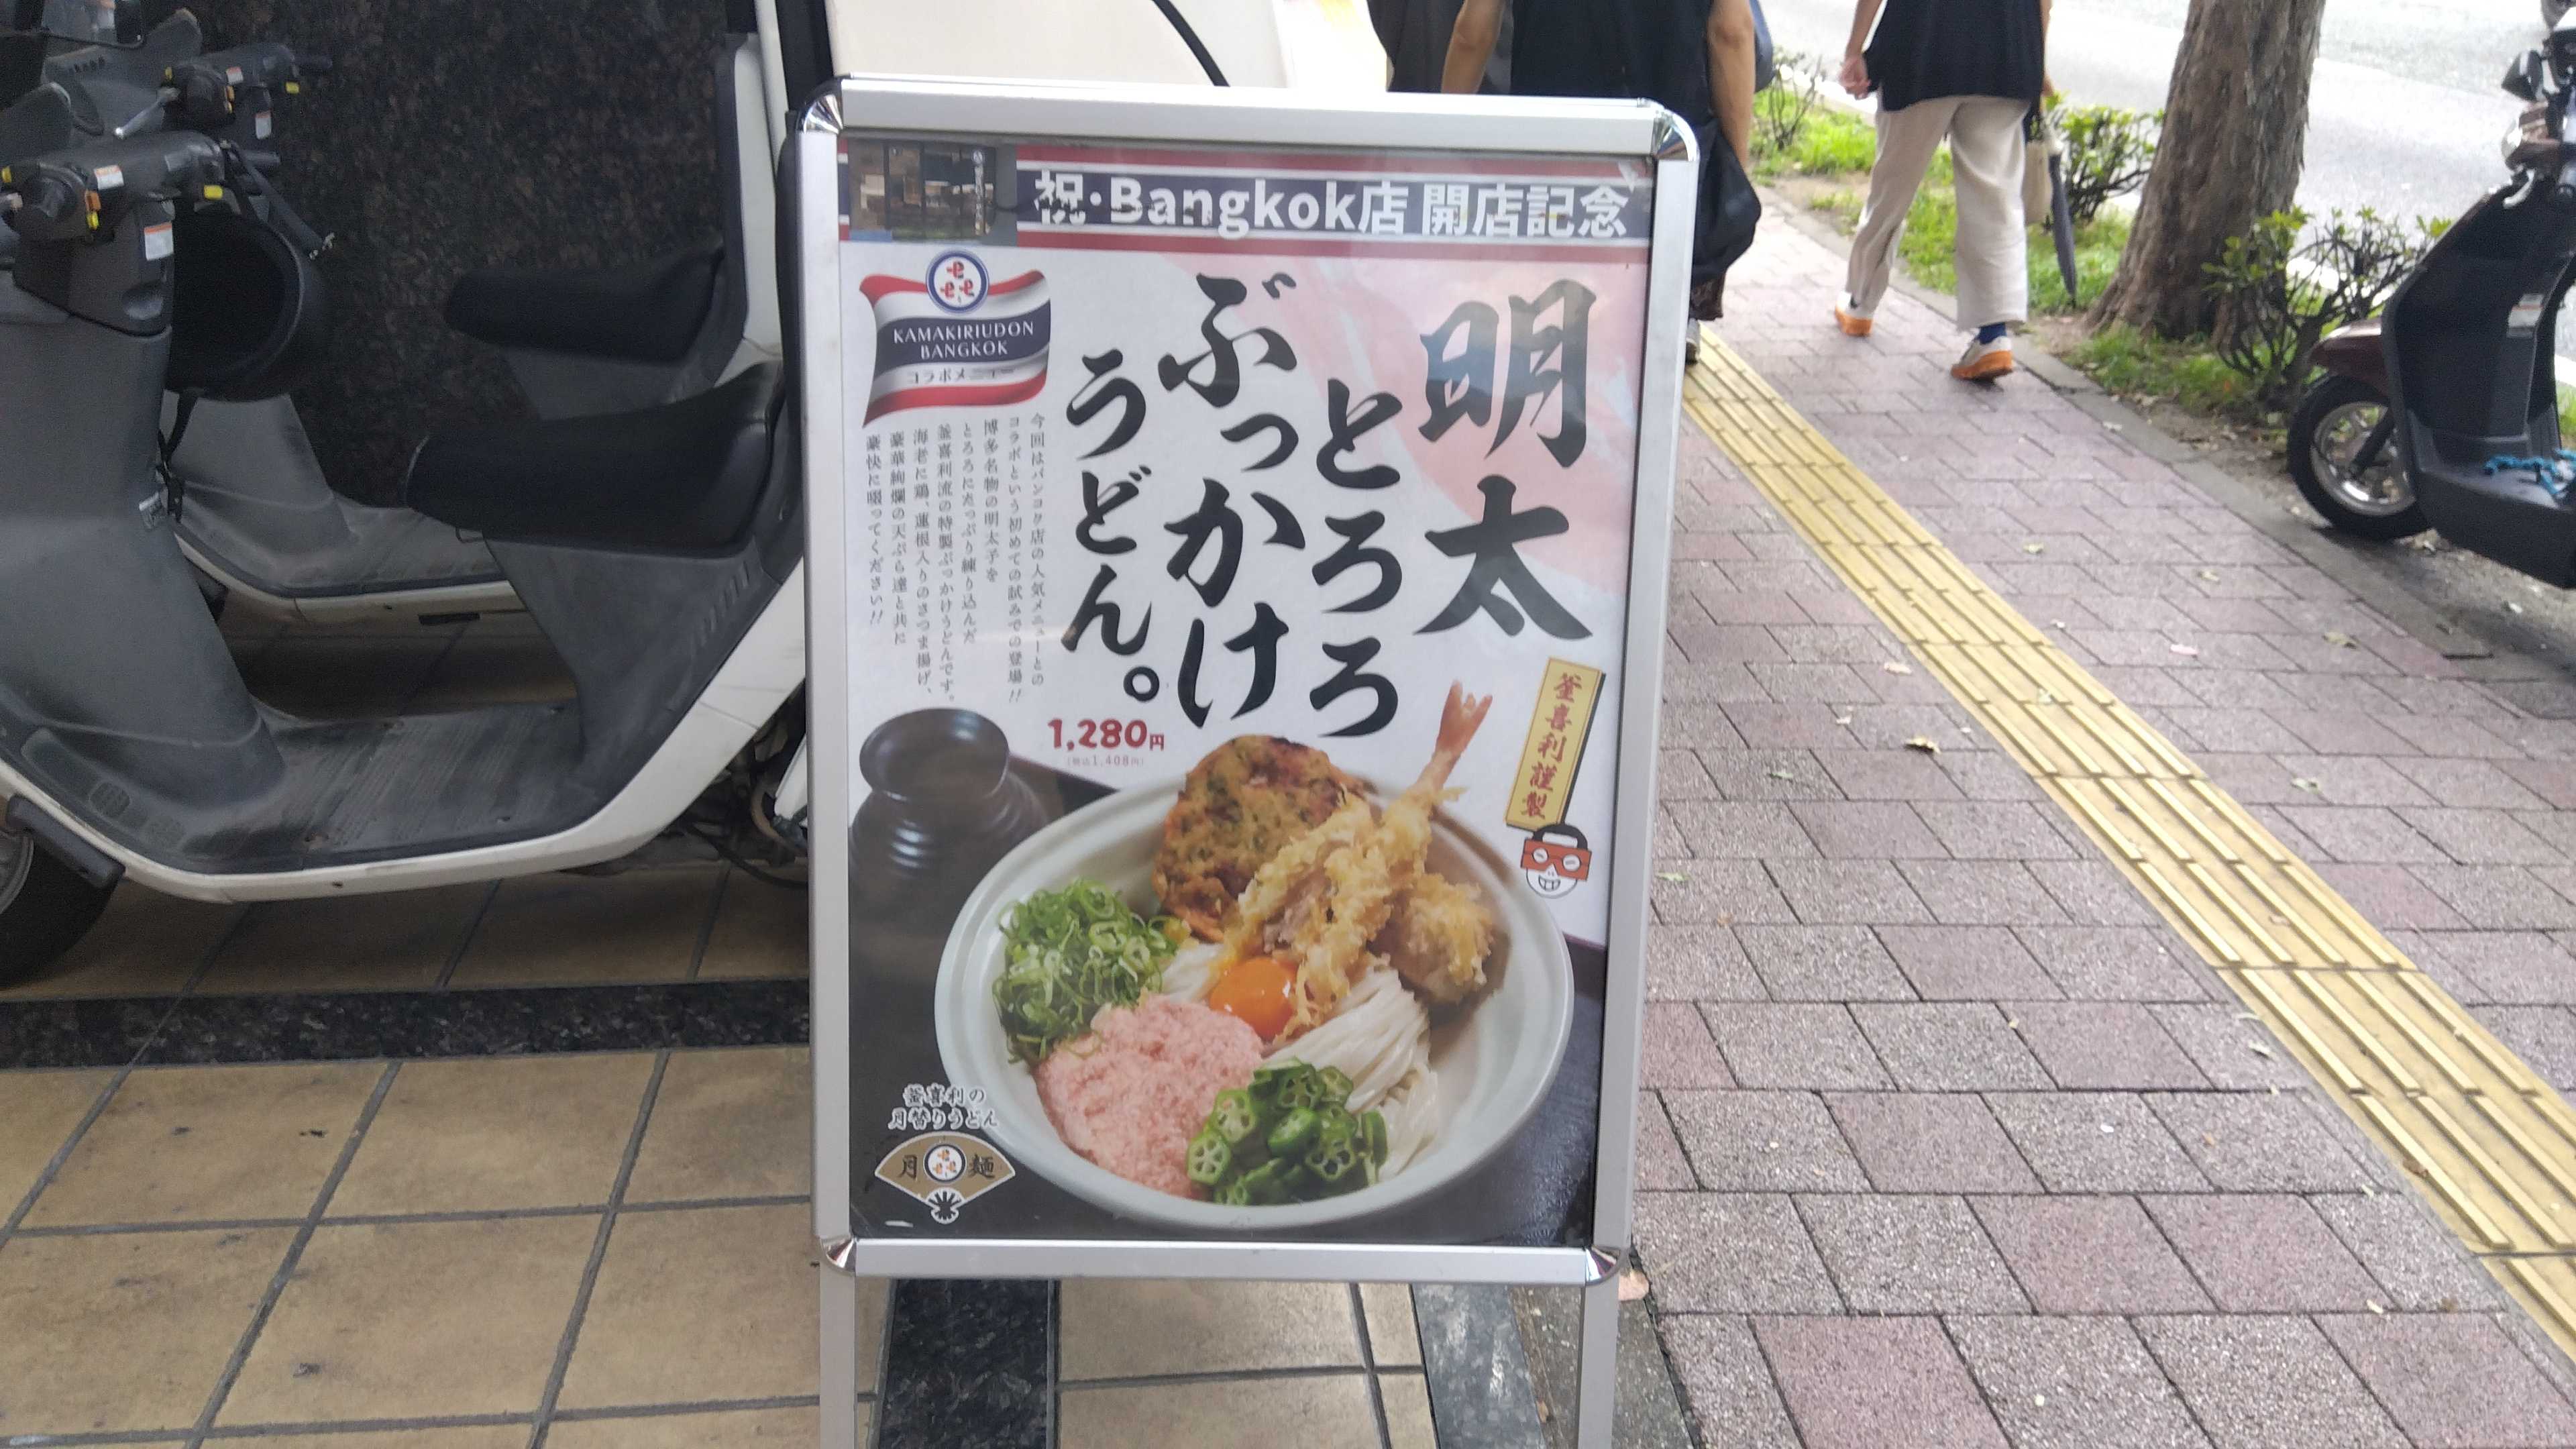 祝・Bangkok店 開店記念
KAMAKIRIUDON
BANGKOK
コラボメニュー
明太
とろろ
ぶっかけ
うどん。
今回はバンコク店の人気メニューとの
コラボという初めての試みでの登場!!
博多名物の明太子を
とろろにたっぷり練り込んだ
釜喜利流の特製ぶっかけうどんです。
海老に鶏、蓮根入りのさつま揚げ、
豪華絢爛の天ぷら達と共に
豪快に啜ってください!!
1,280円
(税込1,408円)
釜喜利謹製
釜喜利の
月替りうどん
月 麺